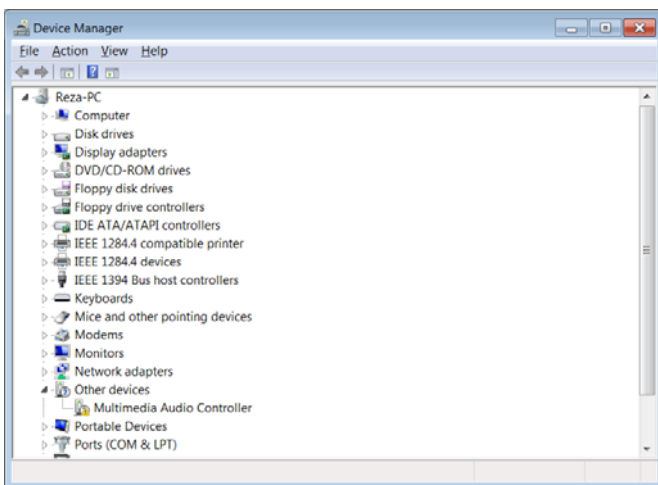 Device Manager
File Action View Help
Reza-PC
Computer
Disk drives
Display adapters
DVD/CD-ROM drives
Floppy disk drives
Floppy drive controllers
IDE ATA/ATAPI controllers
IEEE 1284.4 compatible printer
IEEE 1284.4 devices
IEEE 1394 Bus host controllers
Keyboards
Mice and other pointing devices
Modems
Monitors
Network adapters
Other devices
Multimedia Audio Controller
Portable Devices
Ports (COM & LPT)